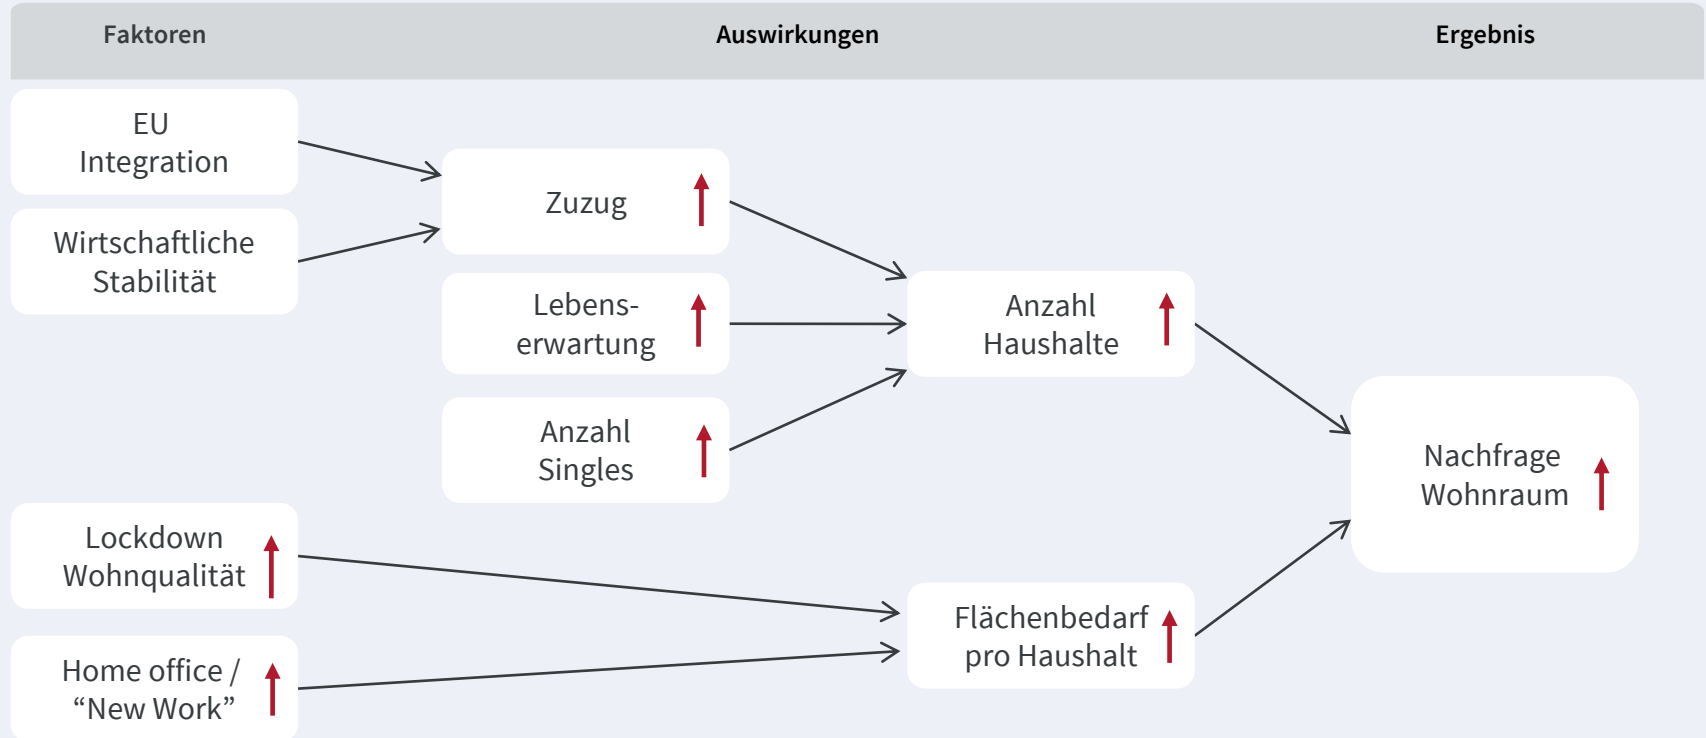 Faktoren
Auswirkungen
Ergebnis
EU
Integration
Wirtschaftliche
Stabilität
Zuzug
Lebens-
erwartung
Anzahl
Singles
Anzahl
Haushalte
Nachfrage
Wohnraum
Lockdown
Wohnqualität
Home office /
“New Work”
Flächenbedarf
pro Haushalt